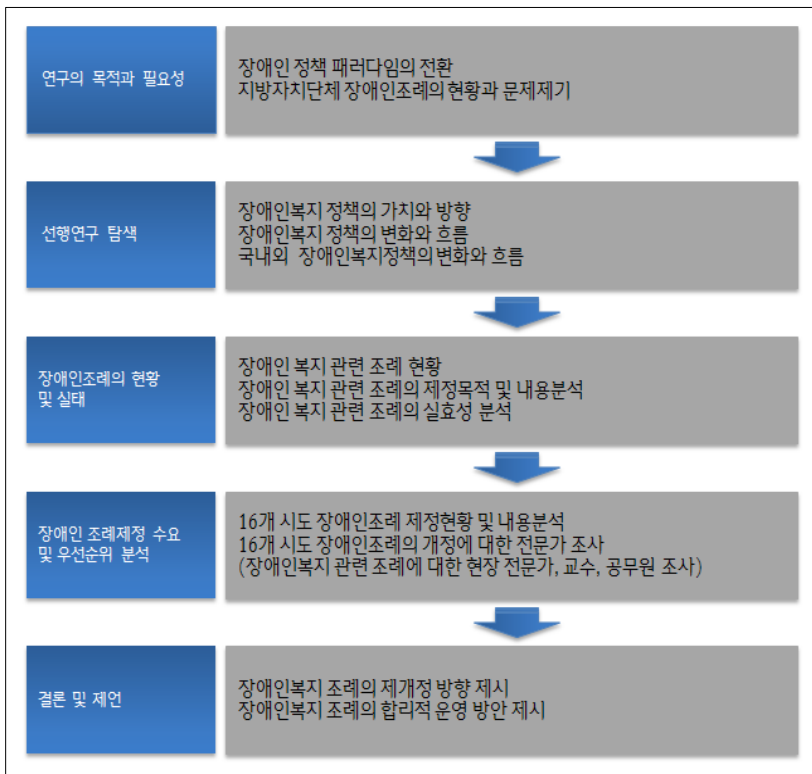 연구의 목적과 필요성
장애인 정책 패러다임의 전환
지방자치단체 장애인조례의 현황과 문제제기
선행연구 탐색
장애인복지 정책의 가치와 방향
장애인복지 정책의 변화와 흐름
국내외 장애인복지정책의 변화와 흐름
장애인조례의 현황
및 실태
장애인 복지 관련 조례 현황
장애인 복지 관련 조례의 제정목적 및 내용분석
장애인 복지 관련 조례의 실효성 분석
장애인 조례제정 수요
및 우선순위 분석
16개 시도 장애인조례 제정현황 및 내용분석
16개 시도 장애인조례의 개정에 대한 전문가 조사
(장애인복지 관련 조례에 대한 현장 전문가, 교수, 공무원 조사)
결론 및 제언
장애인복지 조례의 제개정 방향 제시
장애인복지 조례의 합리적 운영 방안 제시